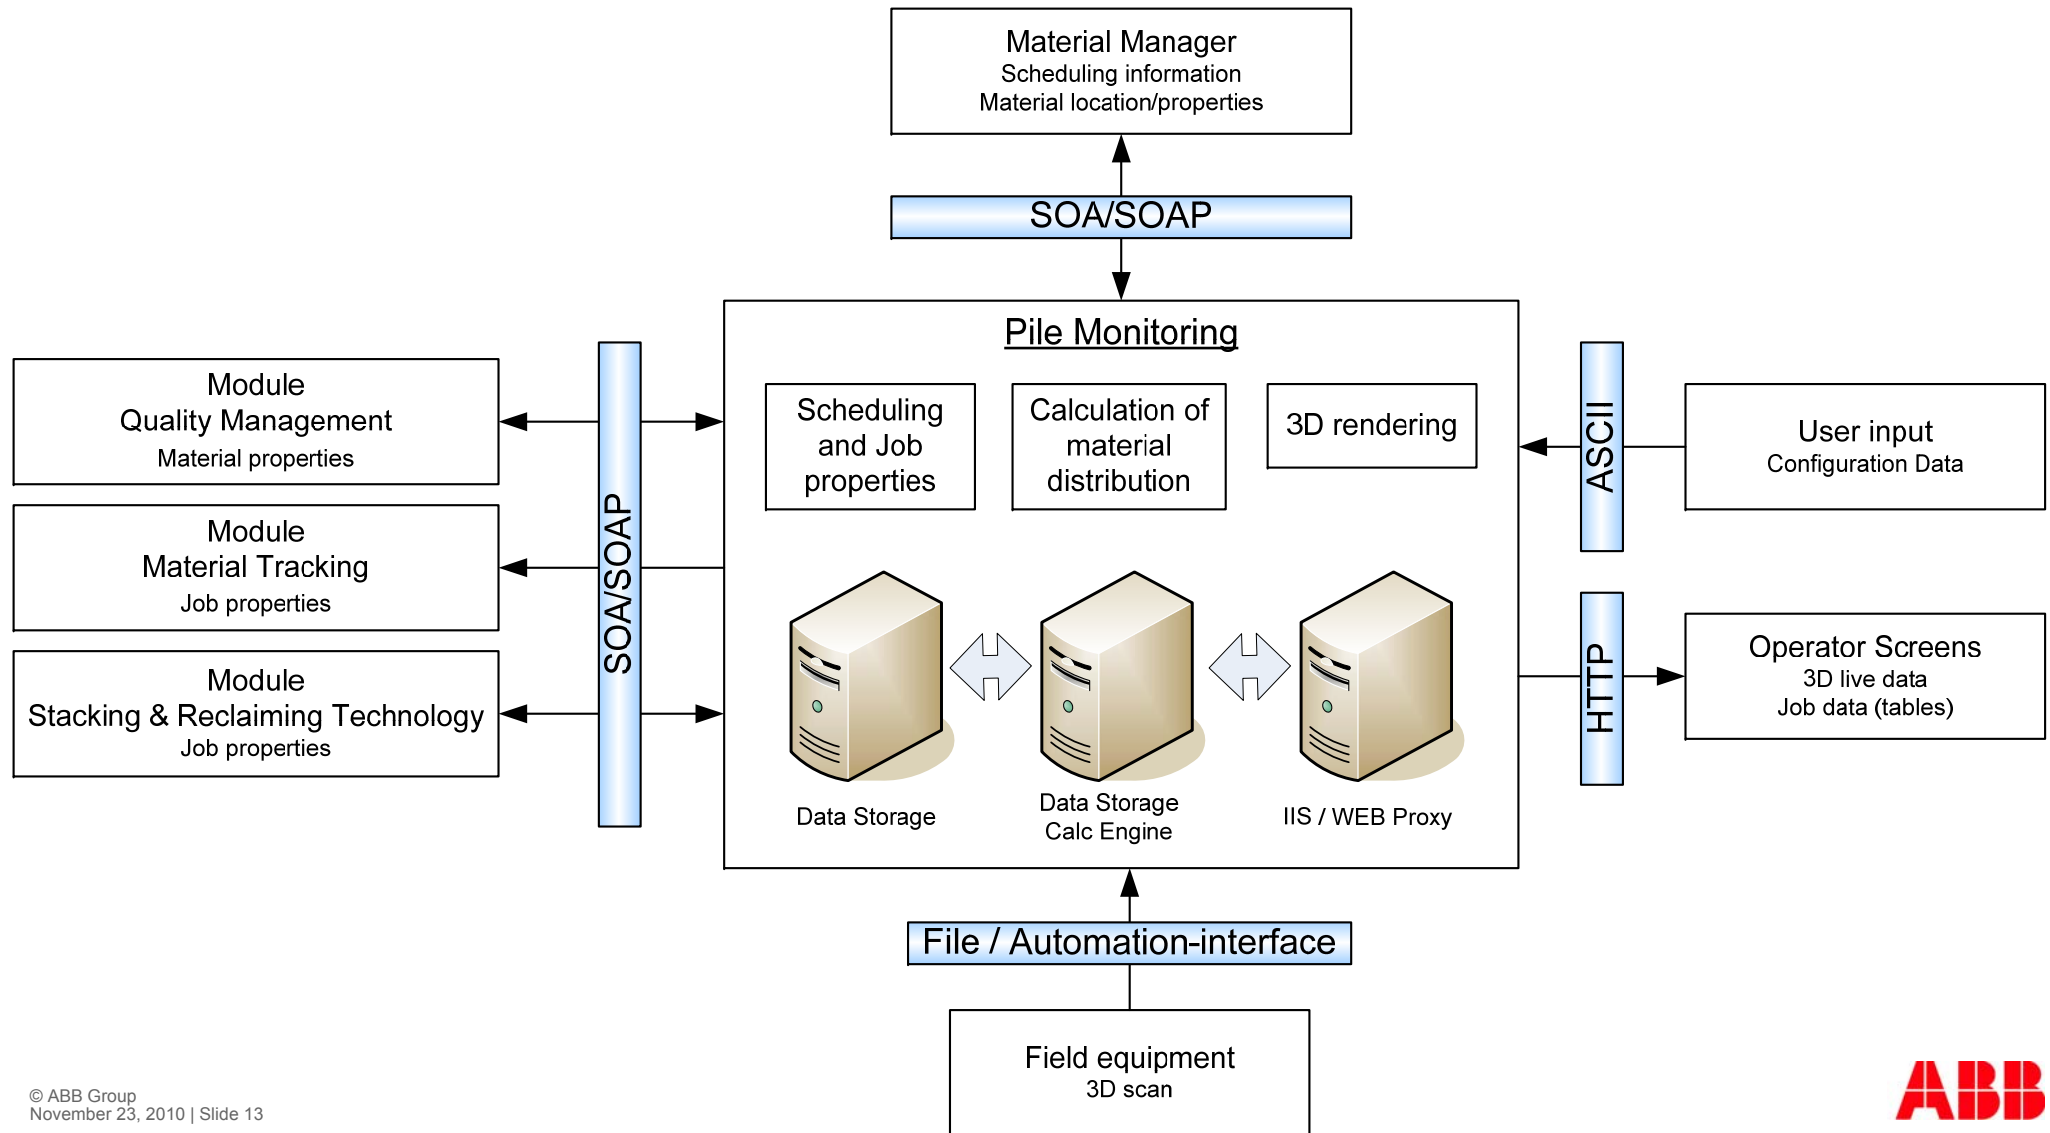 Material Manager
Scheduling information
Material location/properties
SOA/SOAP
Pile Monitoring
Scheduling
and Job
properties
Calculation of
material
distribution
3D rendering
Data Storage
Data Storage
Calc Engine
IIS / WEB Proxy
Module
Quality Management
Material properties
Module
Material Tracking
Job properties
Module
Stacking & Reclaiming Technology
Job properties
SOA/SOAP
ASCII
User input
Configuration Data
HTTP
Operator Screens
3D live data
Job data (tables)
File / Automation-interface
Field equipment
3D scan
© ABB Group
November 23, 2010 | Slide 13
ABB